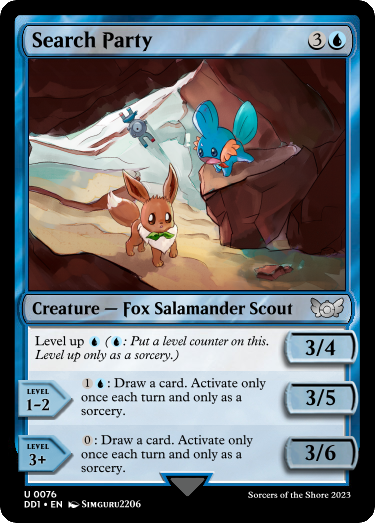 Search Party 3
Creature — Fox Salamander Scout
Level up (: Put a level counter on this.
Level up only as a sorcery.)
3/4
LEVEL
1-2
1 : Draw a card. Activate only
once each turn and only as a
sorcery.
3/5
LEVEL
3+
0 : Draw a card. Activate only
once each turn and only as a
sorcery.
3/6
U 0076
DD1 • EN Simguru2206
Sorcerers of the Shore 2023